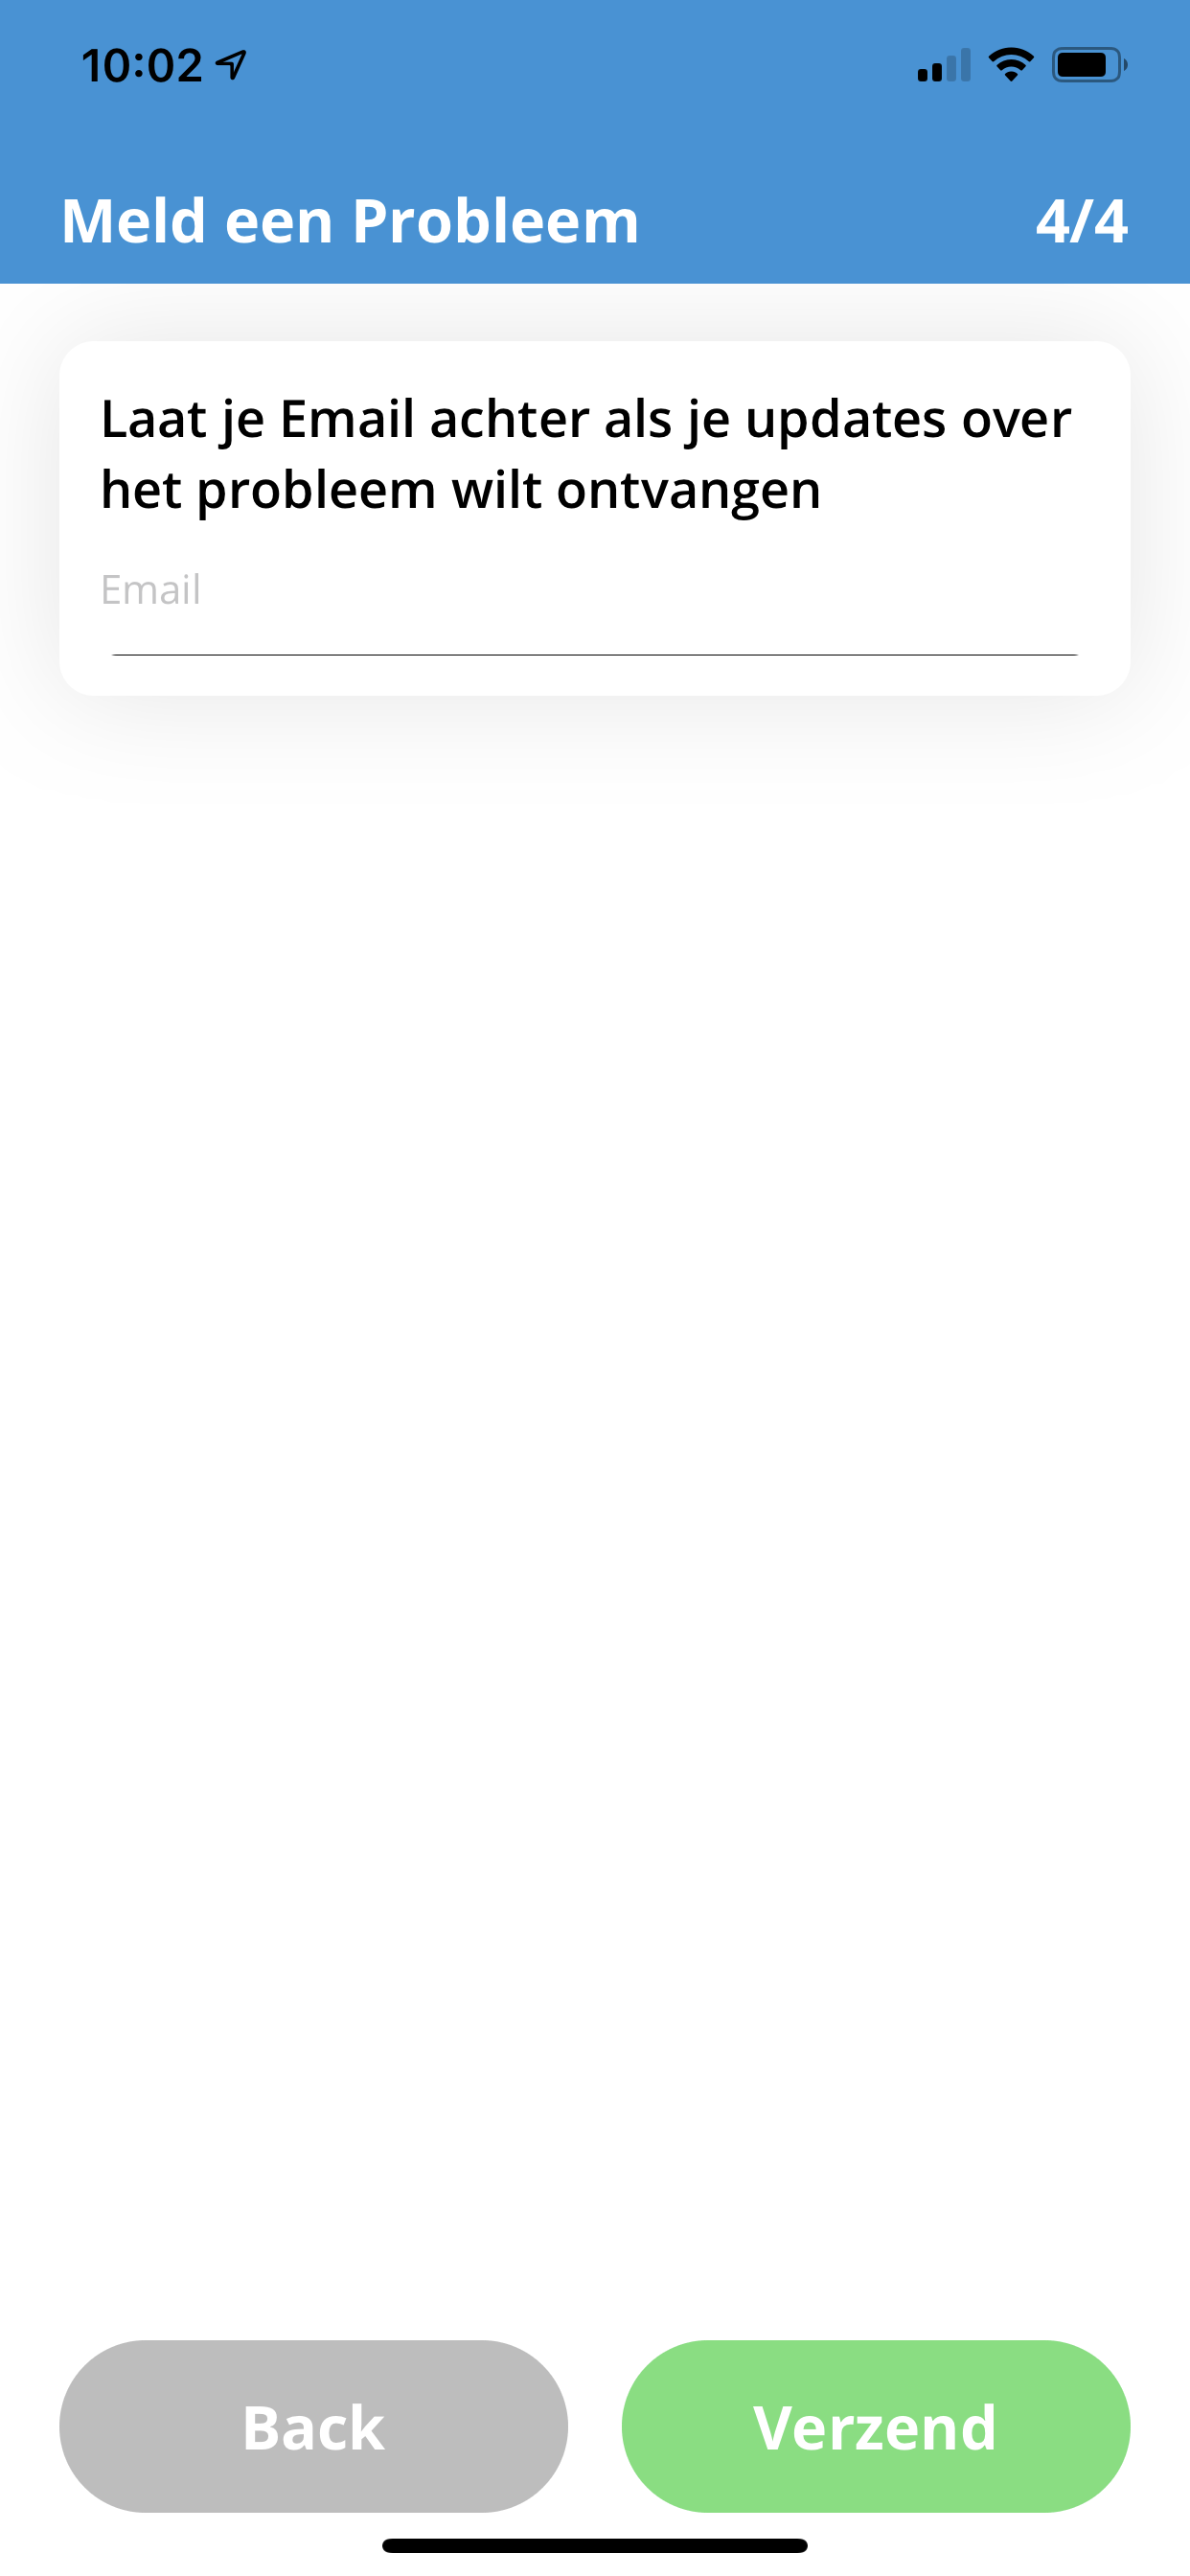 10:02
Meld een Probleem 4/4
Laat je Email achter als je updates over
het probleem wilt ontvangen
Email
Back Verzend